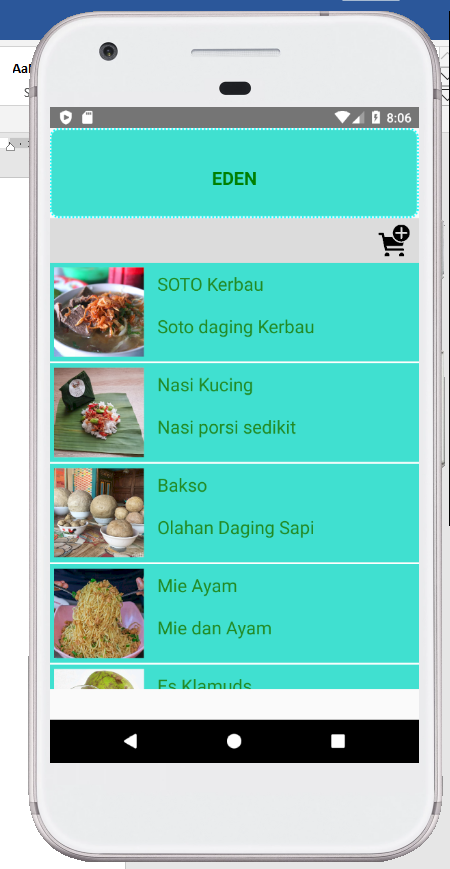 8:06
EDEN
SOTO Kerbau
Soto daging Kerbau
Nasi Kucing
Nasi porsi sedikit
Bakso
Olahan Daging Sapi
Mie Ayam
Mie dan Ayam
Es Klamuds